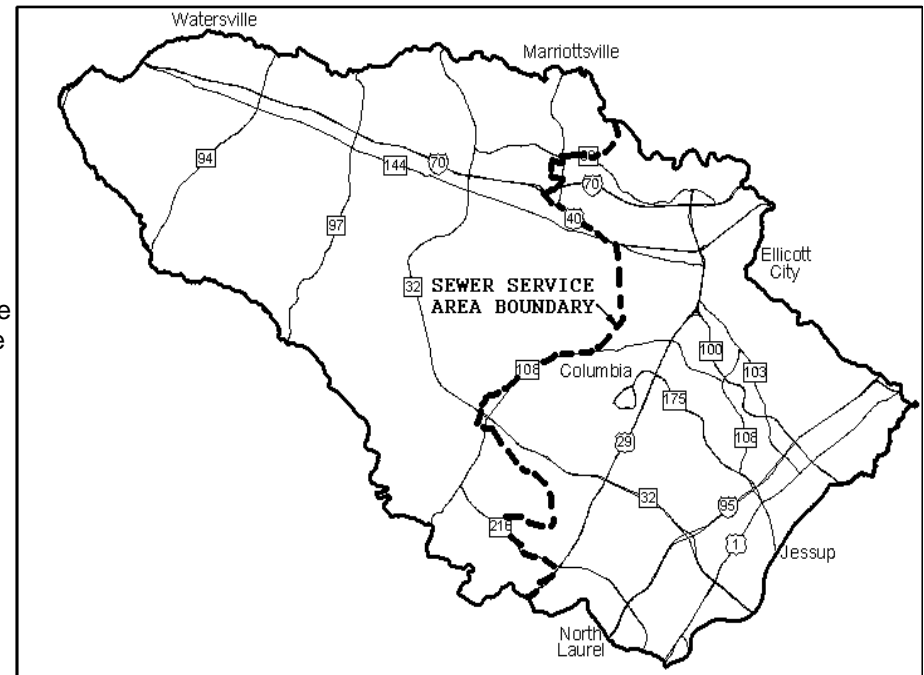 Watersville
Marriottsville
94
144
70
70
97
40
Ellicott
City
32
SEWER SERVICE
AREA BOUNDARY
e
e
100
108
Columbia
103
175
29
108
32
95
216
1
Jessup
North
Laurel